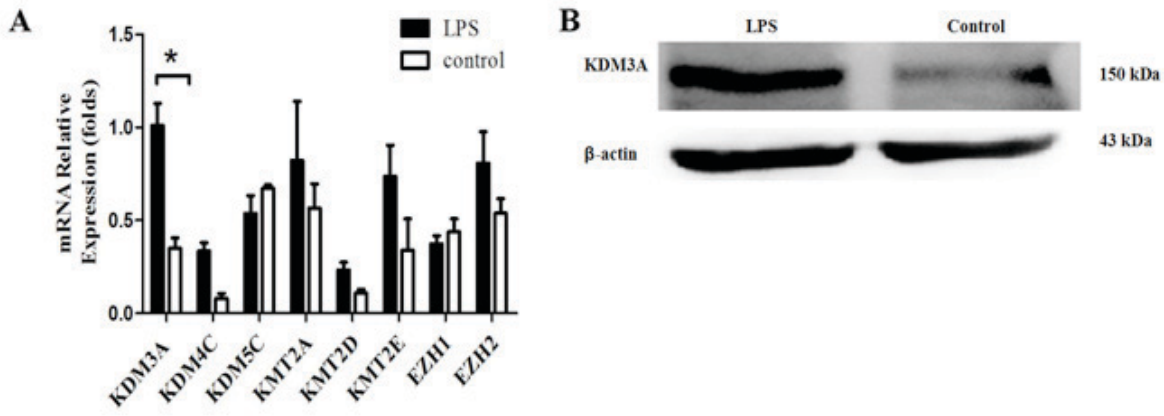 A
1.5
1.0
0.5
0.0
mRNA Relative
Expression (folds)
*
LPS
control
KDM3A
KDM4C
KDM5C
KMT2A
KMT2D
KMT2E
EZH1
EZH2
B
LPS
Control
KDM3A
150 kDa
β-actin
43 kDa